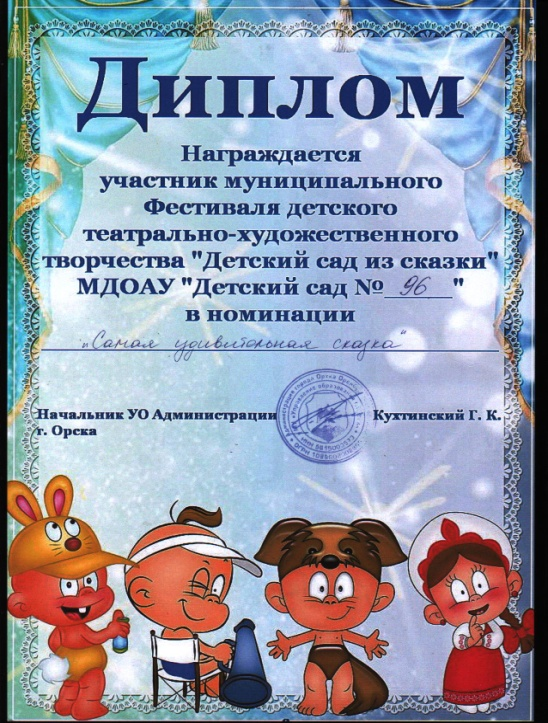 Диплом
Награждается
участник муниципального
Фестиваля детского
театрально-художественного
творчества "Детский сад из сказки"
МДОАУ "Детский сад № 96 "
в номинации
"Самая удивительная сказка"
Начальник УО Администрации Кухтинский Г. К.
г. Орска